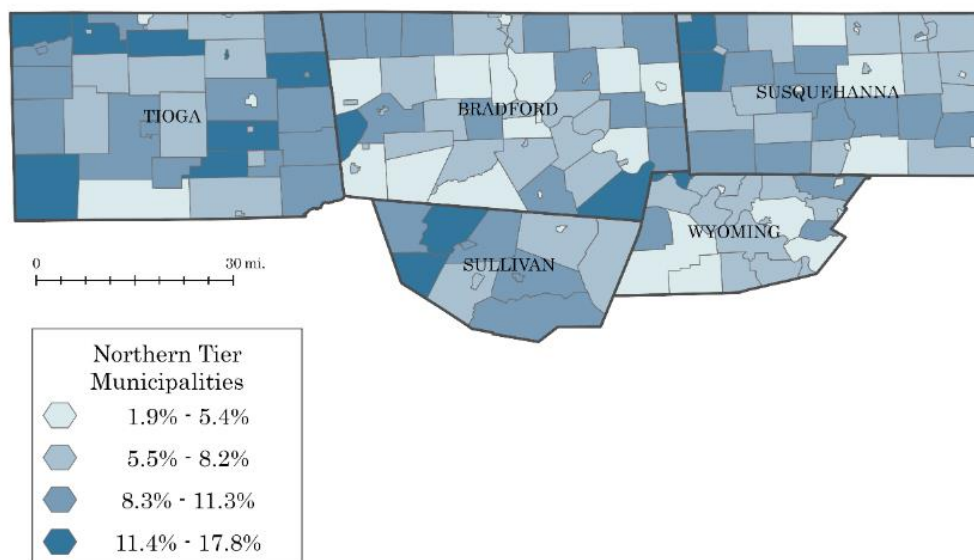 TIOGA
BRADFORD
SUSQUEHANNA
WYOMING
SULLIVAN
0 30 mi.
Northern Tier
Municipalities
1.9% - 5.4%
5.5% - 8.2%
8.3% - 11.3%
11.4% - 17.8%